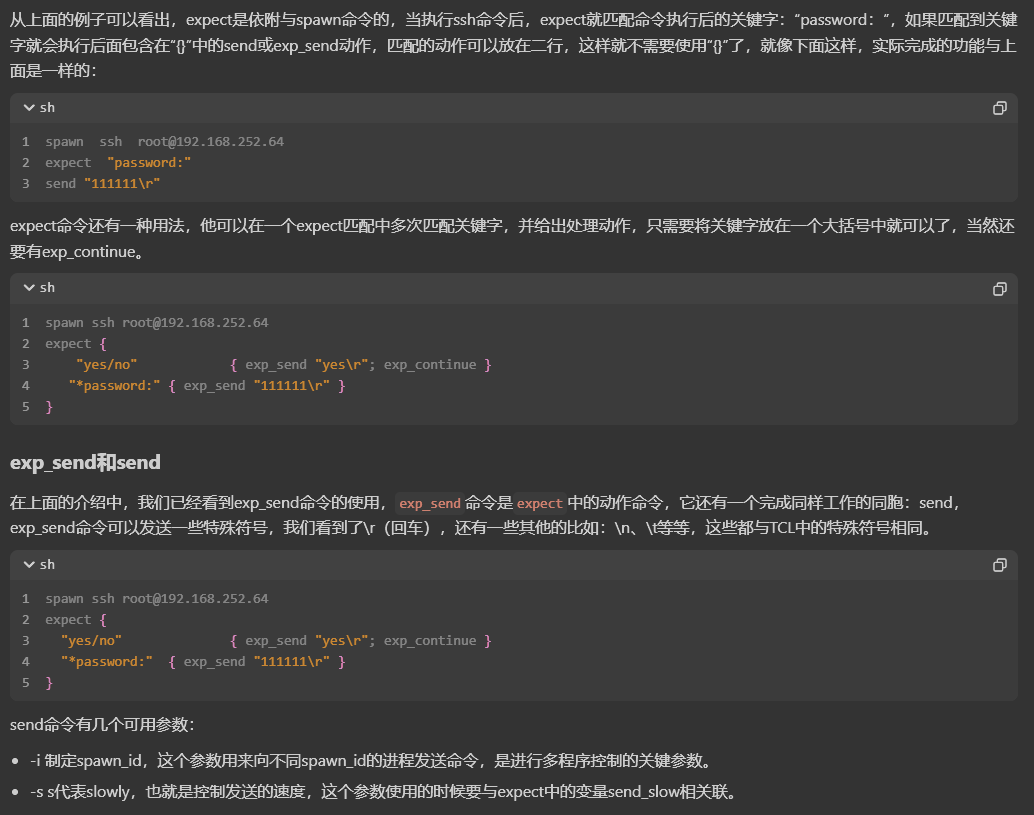 从上面的例子可以看出，expect是依附与spawn命令的，当执行ssh命令后，expect就匹配命令执行后的关键字：“password：”，如果匹配到关键
字就会执行后面包含在“{}”中的send或exp_send动作，匹配的动作可以放在二行，这样就不需要使用“{}”了，就像下面这样，实际完成的功能与上
面是一样的：
sh
1 spawn  ssh  root@192.168.252.64
2 expect  "password:"
3 send "111111\r"
expect命令还有一种用法，他可以在一个expect匹配中多次匹配关键字，并给出处理动作，只需要将关键字放在一个大括号中就可以了，当然还
要有exp_continue。
sh
1 spawn ssh root@192.168.252.64
2 expect {
3     "yes/no"            { exp_send "yes\r"; exp_continue }
4    "*password:" { exp_send "111111\r" }
5 }
exp_send和send
在上面的介绍中，我们已经看到exp_send命令的使用，exp_send命令是expect中的动作命令，它还有一个完成同样工作的同胞：send，
exp_send命令可以发送一些特殊符号，我们看到了\r（回车），还有一些其他的比如：\n、\t等等，这些都与TCL中的特殊符号相同。
sh
1 spawn ssh root@192.168.252.64
2 expect {
3   "yes/no"              { exp_send "yes\r"; exp_continue }
4   "*password:"  { exp_send "111111\r" }
5 }
send命令有几个可用参数：
• -i 制定spawn_id，这个参数用来向不同spawn_id的进程发送命令，是进行多程序控制的关键参数。
• -s s代表slowly，也就是控制发送的速度，这个参数使用的时候要与expect中的变量send_slow相关联。